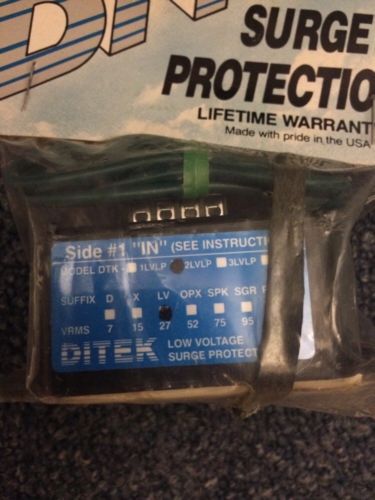 SURGE
PROTECTIO
LIFETIME WARRANT
Made with pride in the USA
Side #1 "IN" (SEE INSTRUCTI
MODEL DTK - 1LVLP 2LVLP 3LVLP
SUFFIX D X LV OPX SPK SGR
VRMS 7 15 27 52 75 95
DITEK LOW VOLTAGE
SURGE PROTECT